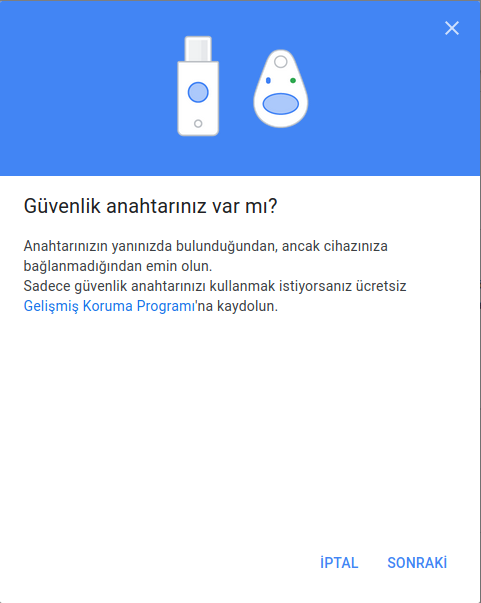 Güvenlik anahtarınız var mı?
Anahtarınızın yanınızda bulunduğundan, ancak cihazınıza
bağlanmadığından emin olun.
Sadece güvenlik anahtarınızı kullanmak istiyorsanız ücretsiz
Gelişmiş Koruma Programı'na kaydolun.
İPTAL SONRAKİ